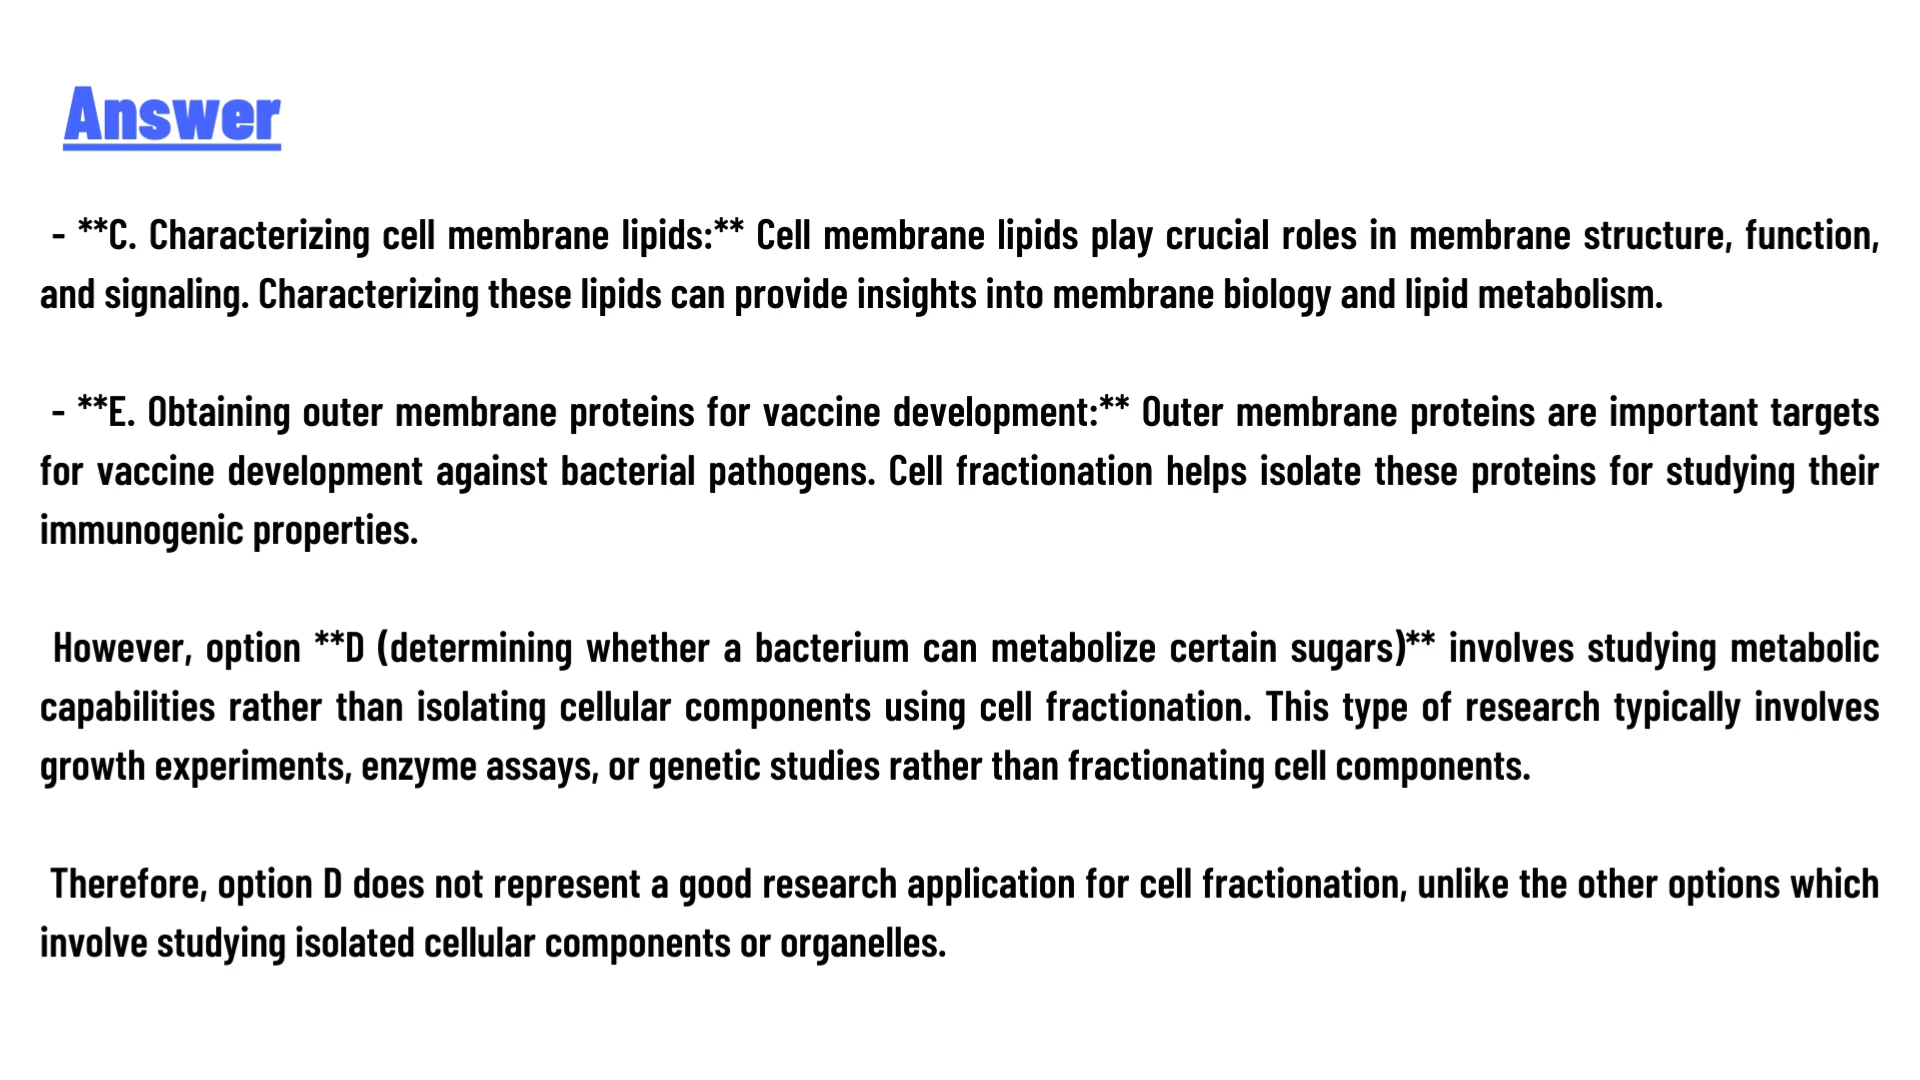 Answer
- **C. Characterizing cell membrane lipids:** Cell membrane lipids play crucial roles in membrane structure, function,
and signaling. Characterizing these lipids can provide insights into membrane biology and lipid metabolism.
- **E. Obtaining outer membrane proteins for vaccine development:** Outer membrane proteins are important targets
for vaccine development against bacterial pathogens. Cell fractionation helps isolate these proteins for studying their
immunogenic properties.
However, option **D (determining whether a bacterium can metabolize certain sugars)** involves studying metabolic
capabilities rather than isolating cellular components using cell fractionation. This type of research typically involves
growth experiments, enzyme assays, or genetic studies rather than fractionating cell components.
Therefore, option D does not represent a good research application for cell fractionation, unlike the other options which
involve studying isolated cellular components or organelles.